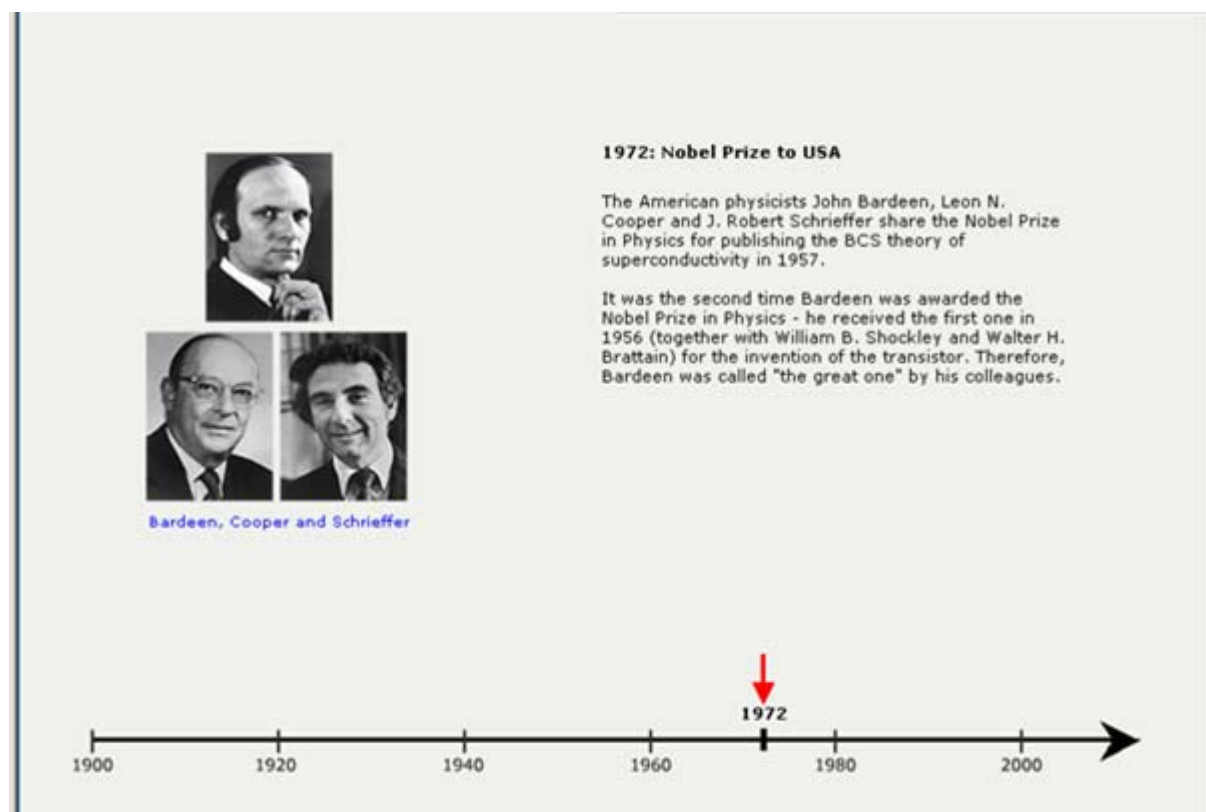 1972: Nobel Prize to USA
The American physicists John Bardeen, Leon N.
Cooper and J. Robert Schrieffer share the Nobel Prize
in Physics for publishing the BCS theory of
superconductivity in 1957.
It was the second time Bardeen was awarded the
Nobel Prize in Physics - he received the first one in
1956 (together with William B. Shockley and Walter H.
Brattain) for the invention of the transistor. Therefore,
Bardeen was called "the great one" by his colleagues.
Bardeen, Cooper and Schrieffer
1972
1900 1920 1940 1960 1980 2000